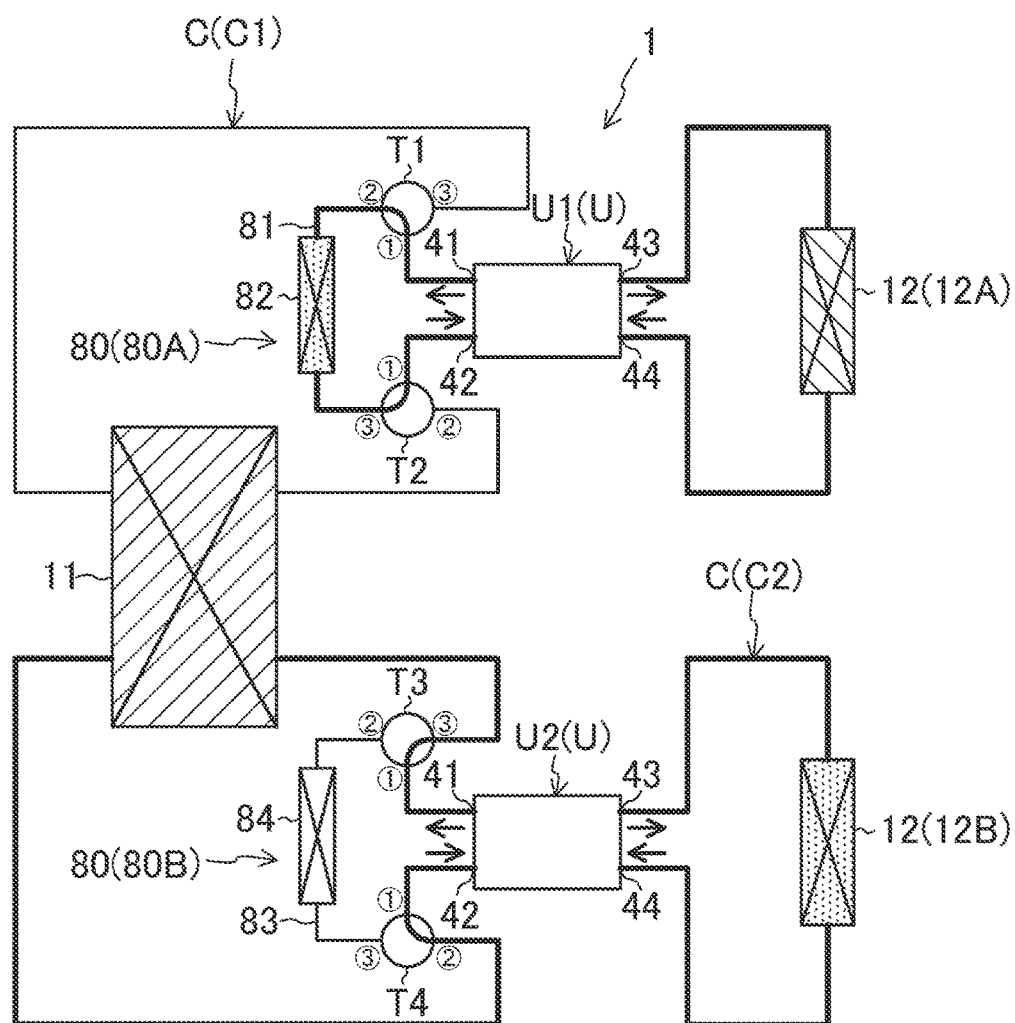 C(C1)
1
T1
② ③
81
①
41
U1(U)
43
82
12(12A)
80(80A)
①
42
44
③ ②
T2
11
C(C2)
T3
② ③
①
41
U2(U)
43
84
12(12B)
80(80B)
①
42
44
83
③ ②
T4